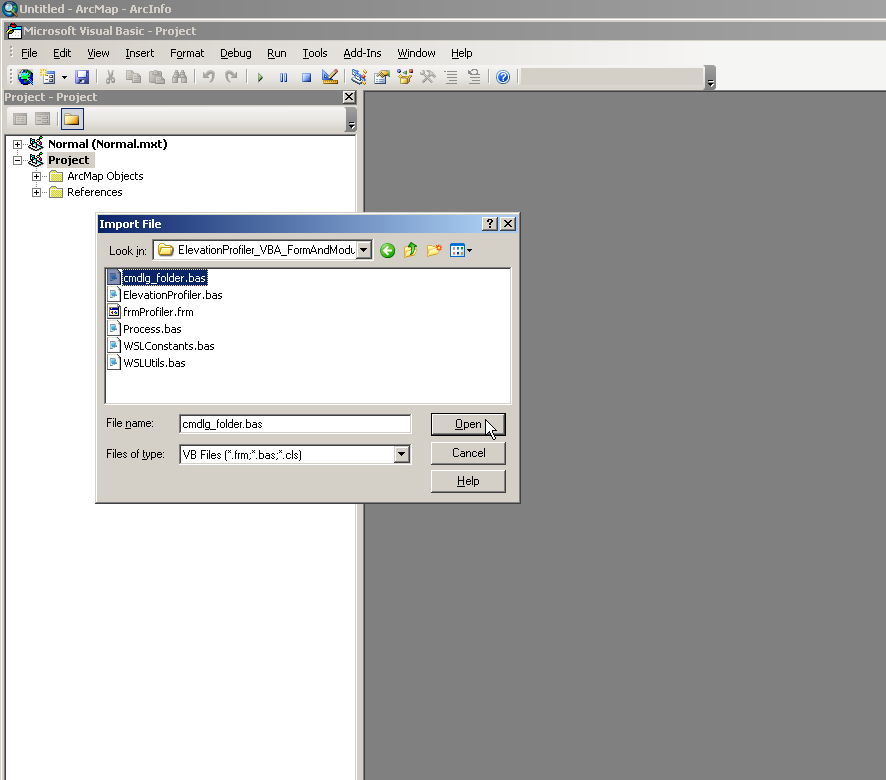 Untitled - ArcMap - ArcInfo
Microsoft Visual Basic - Project
File Edit View Insert Format Debug Run Tools Add-Ins Window Help
Project - Project
Normal (Normal.mxt)
Project
ArcMap Objects
References
Import File
Look in: ElevationProfiler_VBA_FormAndModu
cmdlg_folder.bas
ElevationProfiler.bas
frmProfiler.frm
Process.bas
WSLConstants.bas
WSLUtils.bas
File name: cmdlg_folder.bas Open
Files of type: VB Files (*.frm;*.bas;*.cls) Cancel
Help